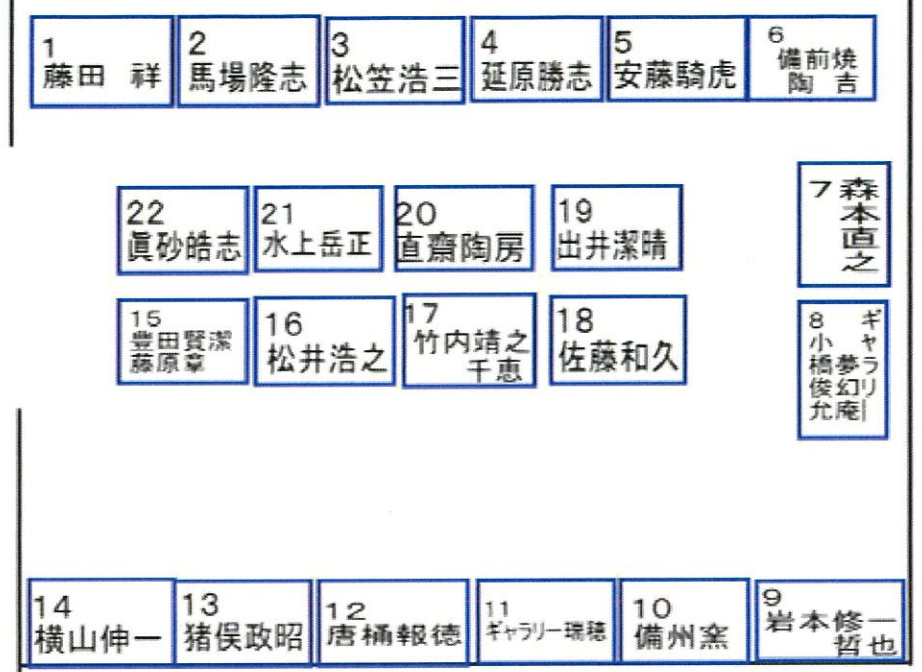 1
藤田 祥
2
馬場隆志
3
松笠浩三
4
延原勝志
5
安藤騎虎
6
備前焼
陶 吉
7 森本直之
22
眞砂皓志
21
水上岳正
20
直齋陶房
19
出井潔晴
15
豊田賢潔
藤原章
16
松井浩之
17
竹内靖之
千恵
18
佐藤和久
8 ギャラリー
夢幻庵
小橋俊允
14
横山伸一
13
猪俣政昭
12
唐桶報徳
11
ギャラリー瑞穂
10
備州窯
9
岩本修一
哲也